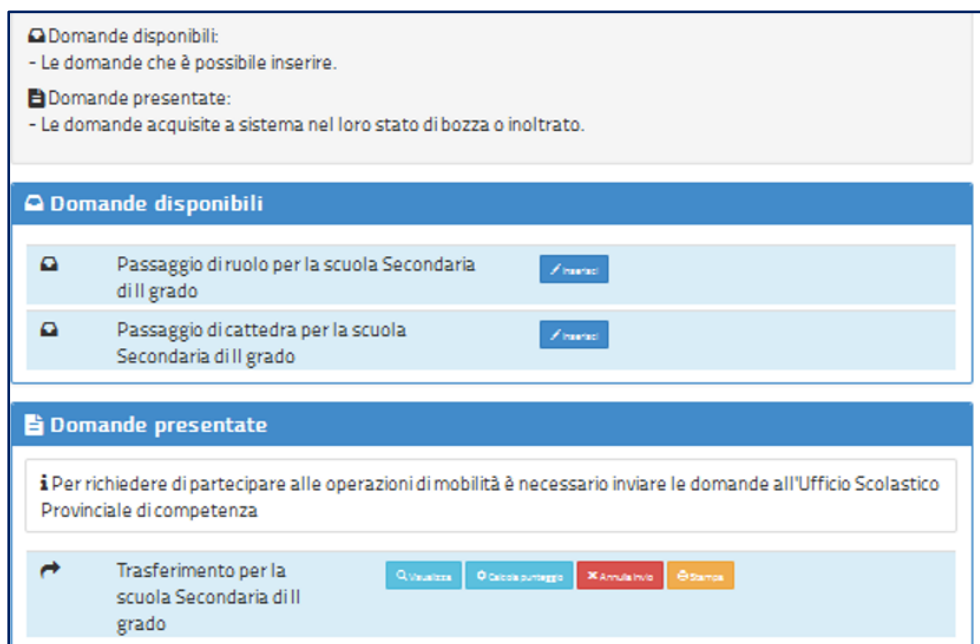 Domande disponibili:
- Le domande che è possibile inserire.
Domande presentate:
- Le domande acquisite a sistema nel loro stato di bozza o inoltrato.
Domande disponibili
Passaggio di ruolo per la scuola Secondaria
di II grado
Inserisci
Passaggio di cattedra per la scuola
Secondaria di II grado
Inserisci
Domande presentate
Per richiedere di partecipare alle operazioni di mobilità è necessario inviare le domande all'Ufficio Scolastico
Provinciale di competenza
Trasferimento per la
scuola Secondaria di II
grado
Visualizza
Calcola punteggio
Annulla Invio
Stampa